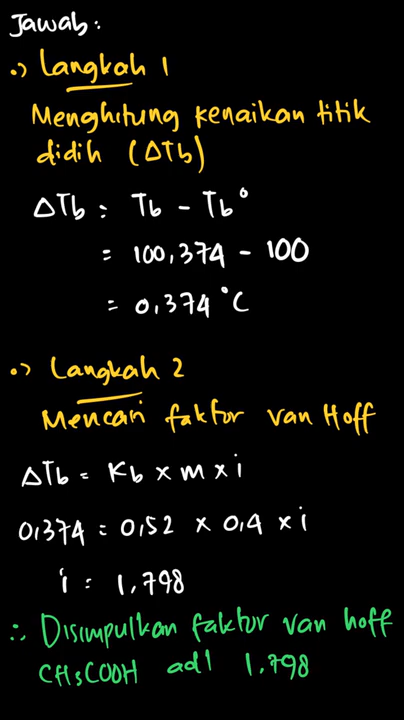 Jawab :
•> Langkah 1
Menghitung kenaikan titik
didih (ΔTb)
ΔTb = Tb - Tb°
= 100,374 - 100
= 0,374 °C
•> Langkah 2
Mencari faktor van Hoff
ΔTb = Kb x m x i
0,374 = 0,52 x 0,4 x i
i = 1,798
∴ Disimpulkan faktor van hoff
CH₃COOH adl 1,798